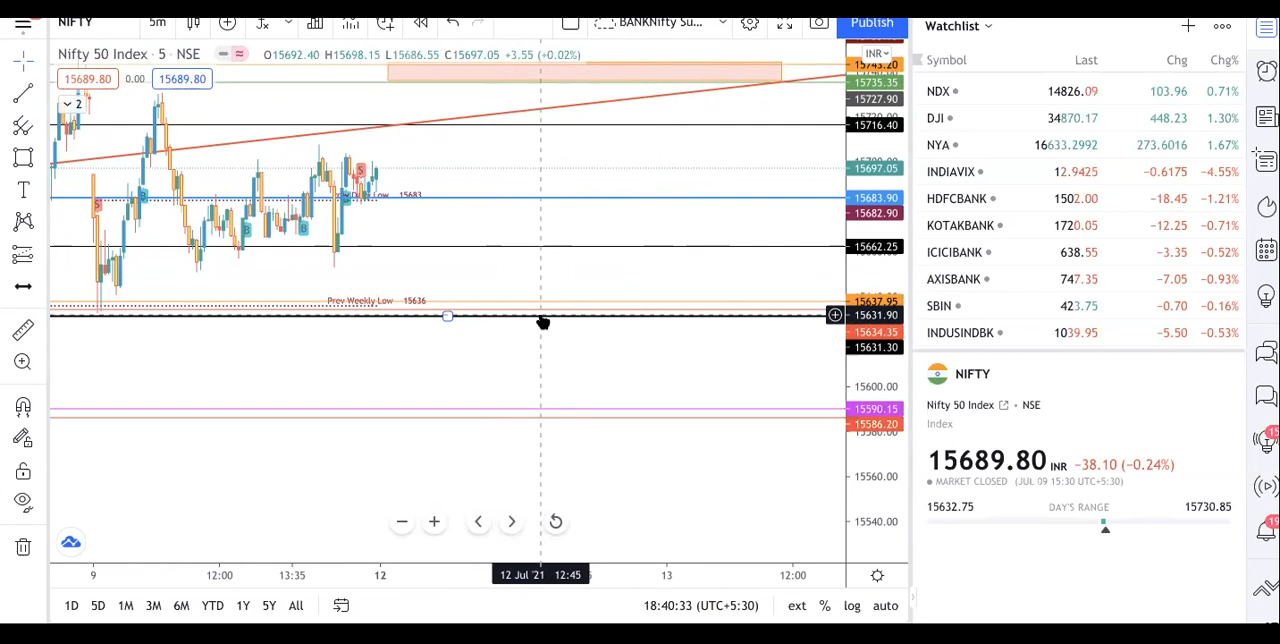 NIFTY 5m BANKNifty Su... Publish
Nifty 50 Index · 5 · NSE O15692.40 H15698.15 L15686.55 C15697.05 +3.55 (+0.02%)
15689.80 0.00 15689.80
2
INR
15743.20
15735.35
15727.90
15716.40
15697.05
15683.90
15682.90
15662.25
15637.95
15631.90
15634.35
15631.30
15600.00
15590.15
15586.20
15560.00
15540.00
S
B
S
B
B
B
Low 15683
Prev Weekly Low 15636
9 12:00 13:35 12 12 Jul '21 12:45 13 12:00
1D 5D 1M 3M 6M YTD 1Y 5Y All 18:40:33 (UTC+5:30) ext % log auto
Watchlist
Symbol Last Chg Chg%
NDX 14826.09 103.96 0.71%
DJI 34870.17 448.23 1.30%
NYA 16633.2992 273.6016 1.67%
INDIAVIX 12.9425 −0.6175 −4.55%
HDFCBANK 1502.00 −18.45 −1.21%
KOTAKBANK 1720.05 −12.25 −0.71%
ICICIBANK 638.55 −3.35 −0.52%
AXISBANK 747.35 −7.05 −0.93%
SBIN 423.75 −0.70 −0.16%
INDUSINDBK 1039.95 −5.50 −0.53%
NIFTY
Nifty 50 Index · NSE
Index
15689.80 INR −38.10 (−0.24%)
MARKET CLOSED (JUL 09 15:30 UTC+5:30)
15632.75 DAY'S RANGE 15730.85